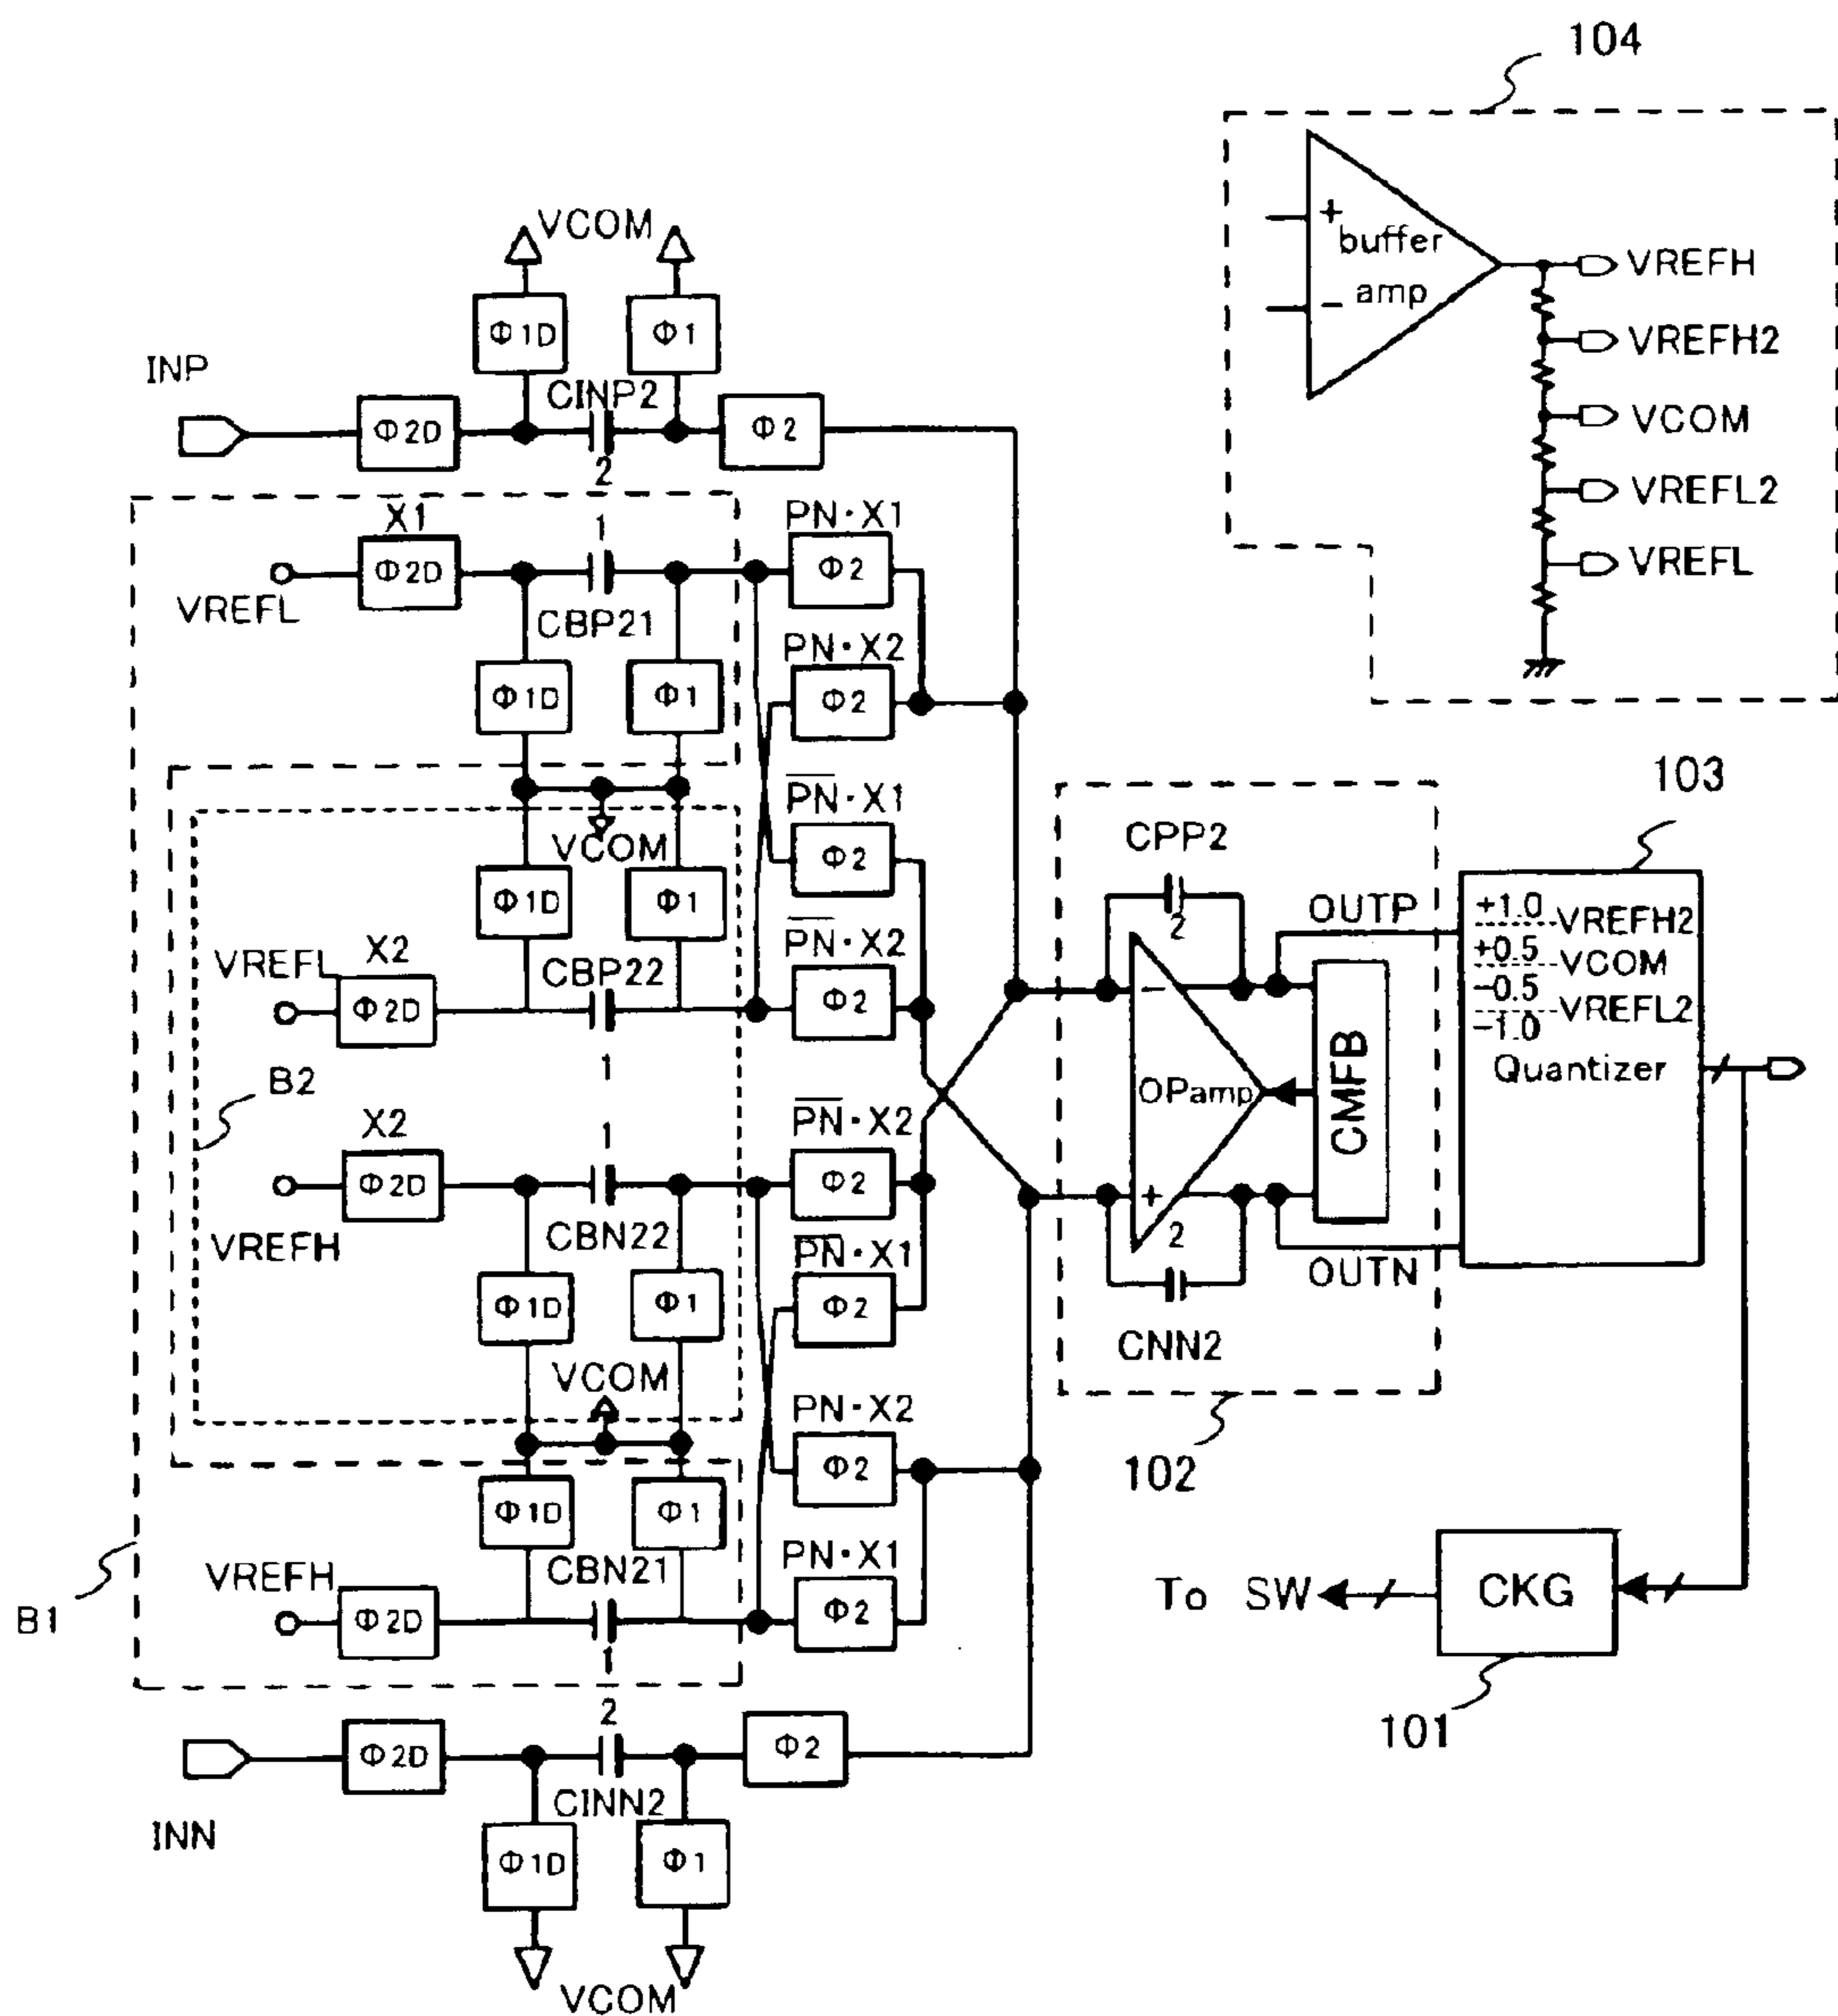 104
VCOM
+ buffer
- amp
VREFH
VREFH2
VCOM
VREFL2
VREFL
Φ1D
Φ1
INP
CINP2
Φ2D
2
Φ2
X1
1
PN·X1
Φ2D
Φ2
VREFL
CBP21
PN·X2
Φ1D
Φ1
Φ2
103
P̅N̅·X1
VCOM
Φ2
CPP2
Φ1D
Φ1
2
OUTP
+1.0
VREFH2
+0.5
VCOM
-0.5
VREFL2
-1.0
Quantizer
P̅N̅·X2
VREFL
X2
CBP22
Φ2D
Φ2
-
OPamp
CMFB
+
B2
1
X2
1
P̅N̅·X2
Φ2D
Φ2
VREFH
CBN22
P̅N̅·X1
2
OUTN
Φ1D
Φ1
Φ2
CNN2
VCOM
PN·X2
Φ2
102
Φ1D
Φ1
VREFH
CBN21
PN·X1
Φ2D
Φ2
1
B1
To SW
CKG
101
2
Φ2D
Φ2
CINN2
INN
Φ1D
Φ1
VCOM